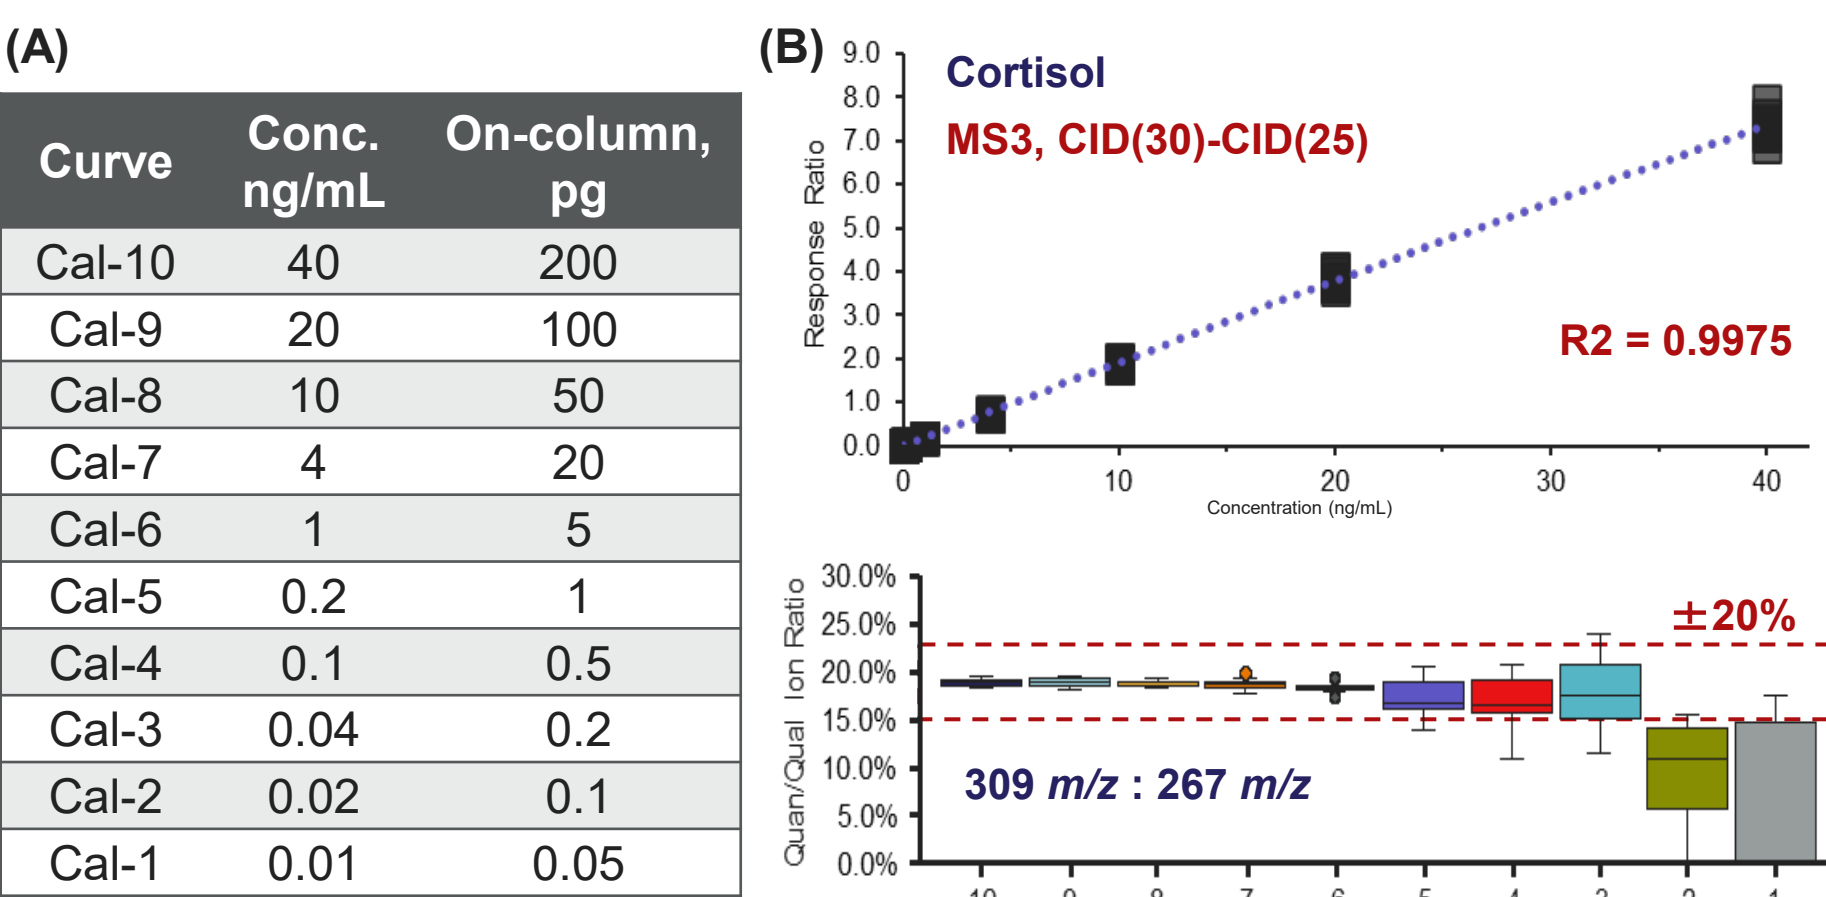 (A)
Curve Conc. ng/mL On-column, pg
Cal-10 40 200
Cal-9 20 100
Cal-8 10 50
Cal-7 4 20
Cal-6 1 5
Cal-5 0.2 1
Cal-4 0.1 0.5
Cal-3 0.04 0.2
Cal-2 0.02 0.1
Cal-1 0.01 0.05
(B)
Cortisol
MS3, CID(30)-CID(25)
R2 = 0.9975
Response Ratio
9.0
8.0
7.0
6.0
5.0
4.0
3.0
2.0
1.0
0.0
0 10 20 30 40
Concentration (ng/mL)
Quan/Qual Ion Ratio
30.0%
25.0%
20.0%
15.0%
10.0%
5.0%
0.0%
±20%
309 m/z : 267 m/z